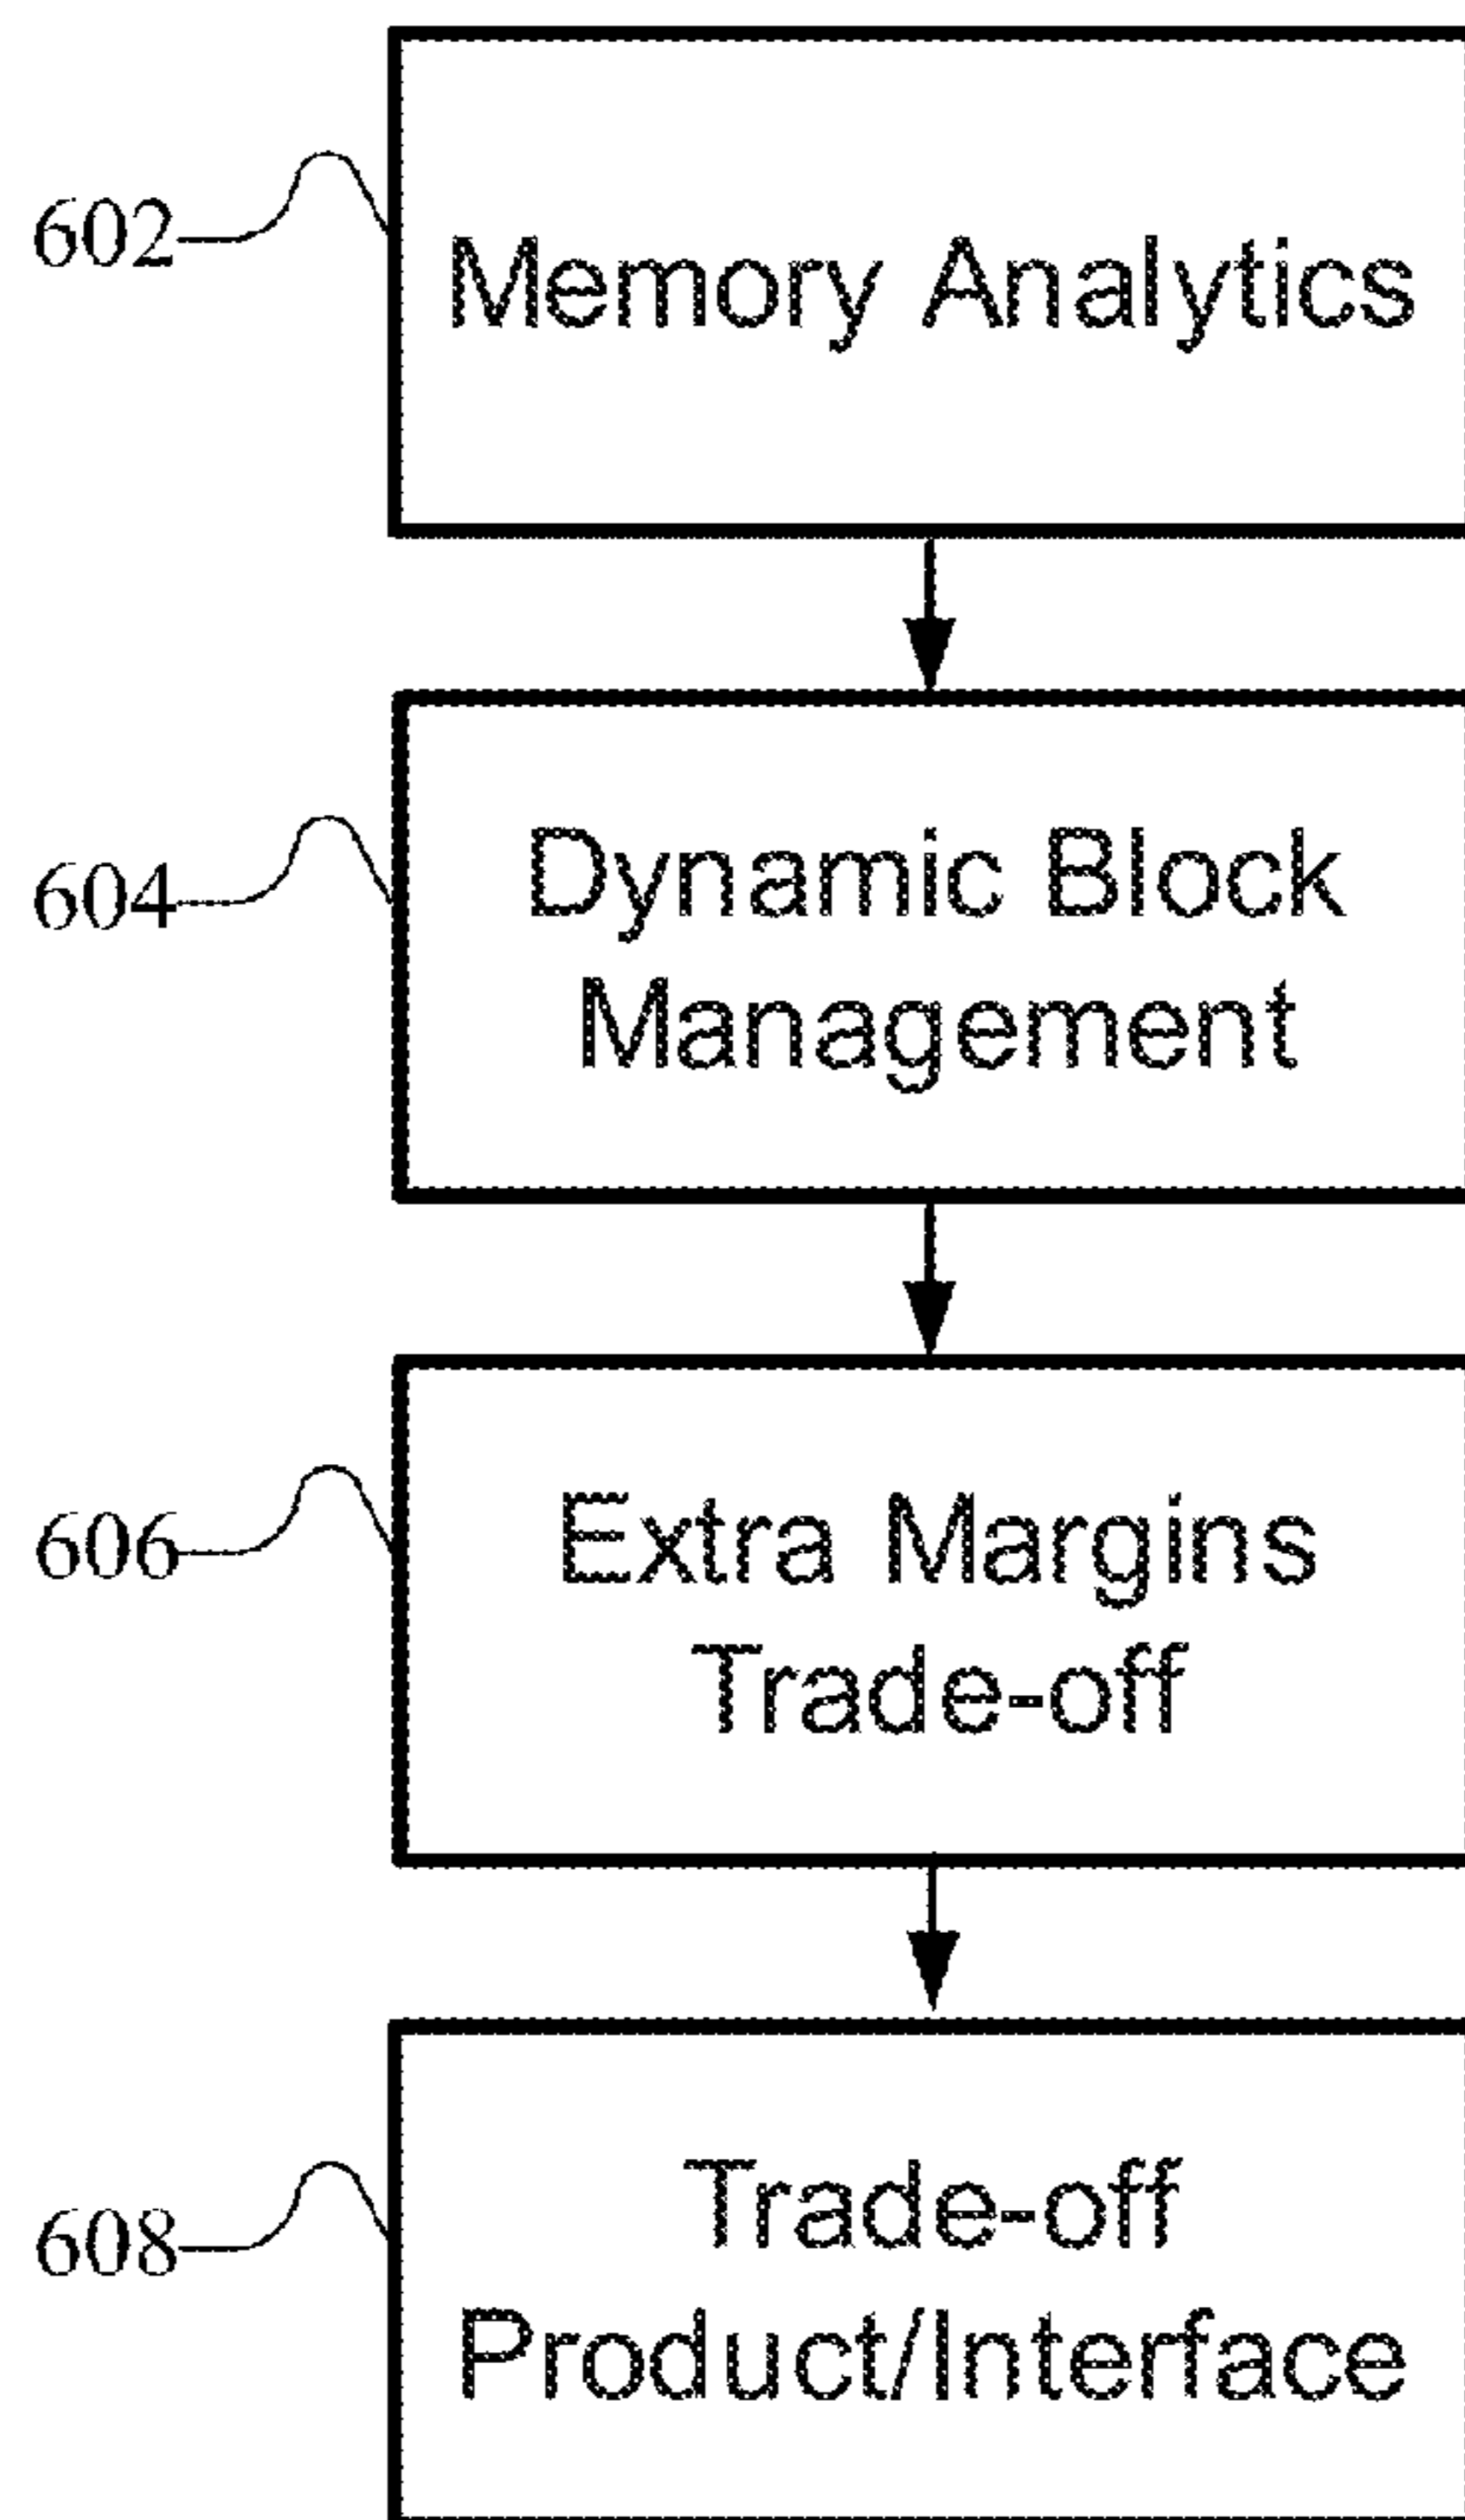 602
Memory Analytics
604
Dynamic Block
Management
606
Extra Margins
Trade-off
608
Trade-off
Product/Interface